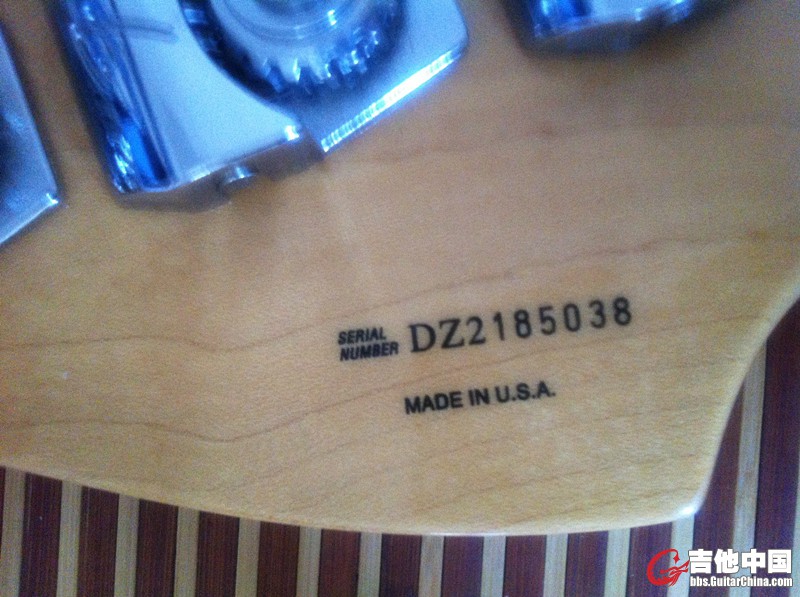 SERIAL
NUMBER DZ2185038
MADE IN U.S.A.
吉他中国
bbs.GuitarChina.com